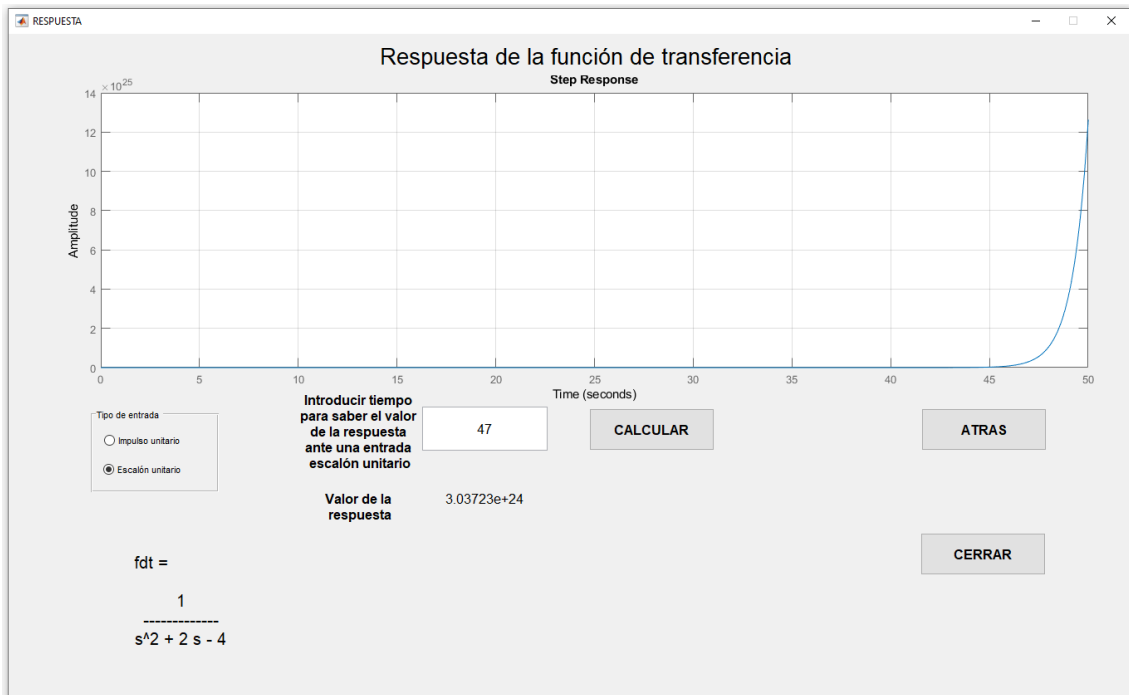 RESPUESTA
Respuesta de la función de transferencia
Step Response
× 10^25
14
12
10
8
6
4
2
0
Amplitude
0 5 10 15 20 25 30 35 40 45 50
Time (seconds)
Tipo de entrada
Impulso unitario
Escalón unitario
Introducir tiempo
para saber el valor
de la respuesta
ante una entrada
escalón unitario
47
CALCULAR
ATRAS
Valor de la
respuesta
3.03723e+24
CERRAR
fdt =
1
-------------
s^2 + 2 s - 4